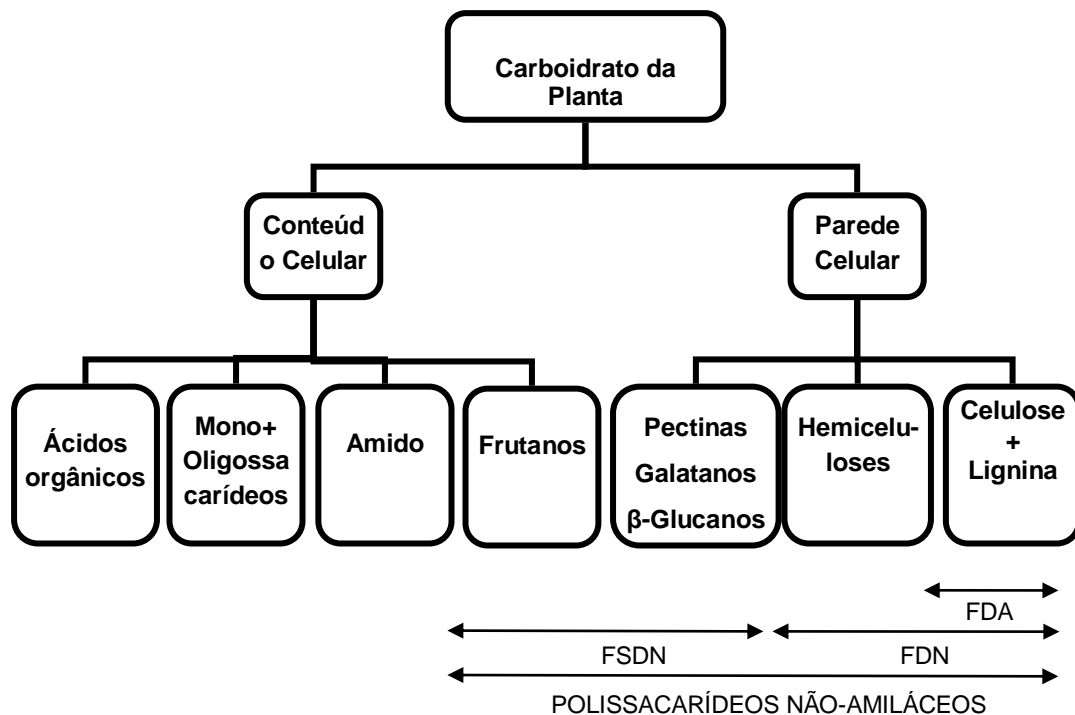 Carboidrato da
Planta
Conteúd
o Celular
Parede
Celular
Ácidos
orgânicos
Mono+
Oligossa
carídeos
Amido
Frutanos
Pectinas
Galatanos
β-Glucanos
Hemicelu-
loses
Celulose
+
Lignina
FDA
FSDN
FDN
POLISSACARÍDEOS NÃO-AMILÁCEOS